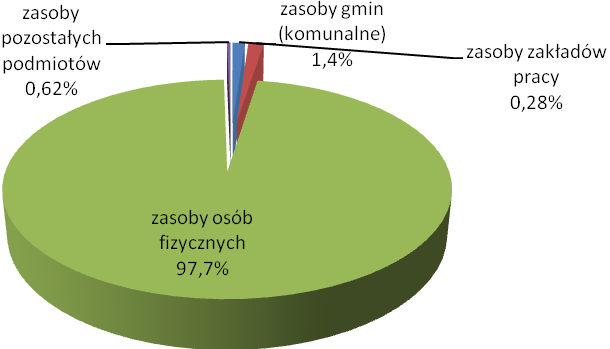 zasoby
pozostałych
podmiotów
0,62%
zasoby gmin
(komunalne)
1,4%
zasoby zakładów
pracy
0,28%
zasoby osób
fizycznych
97,7%